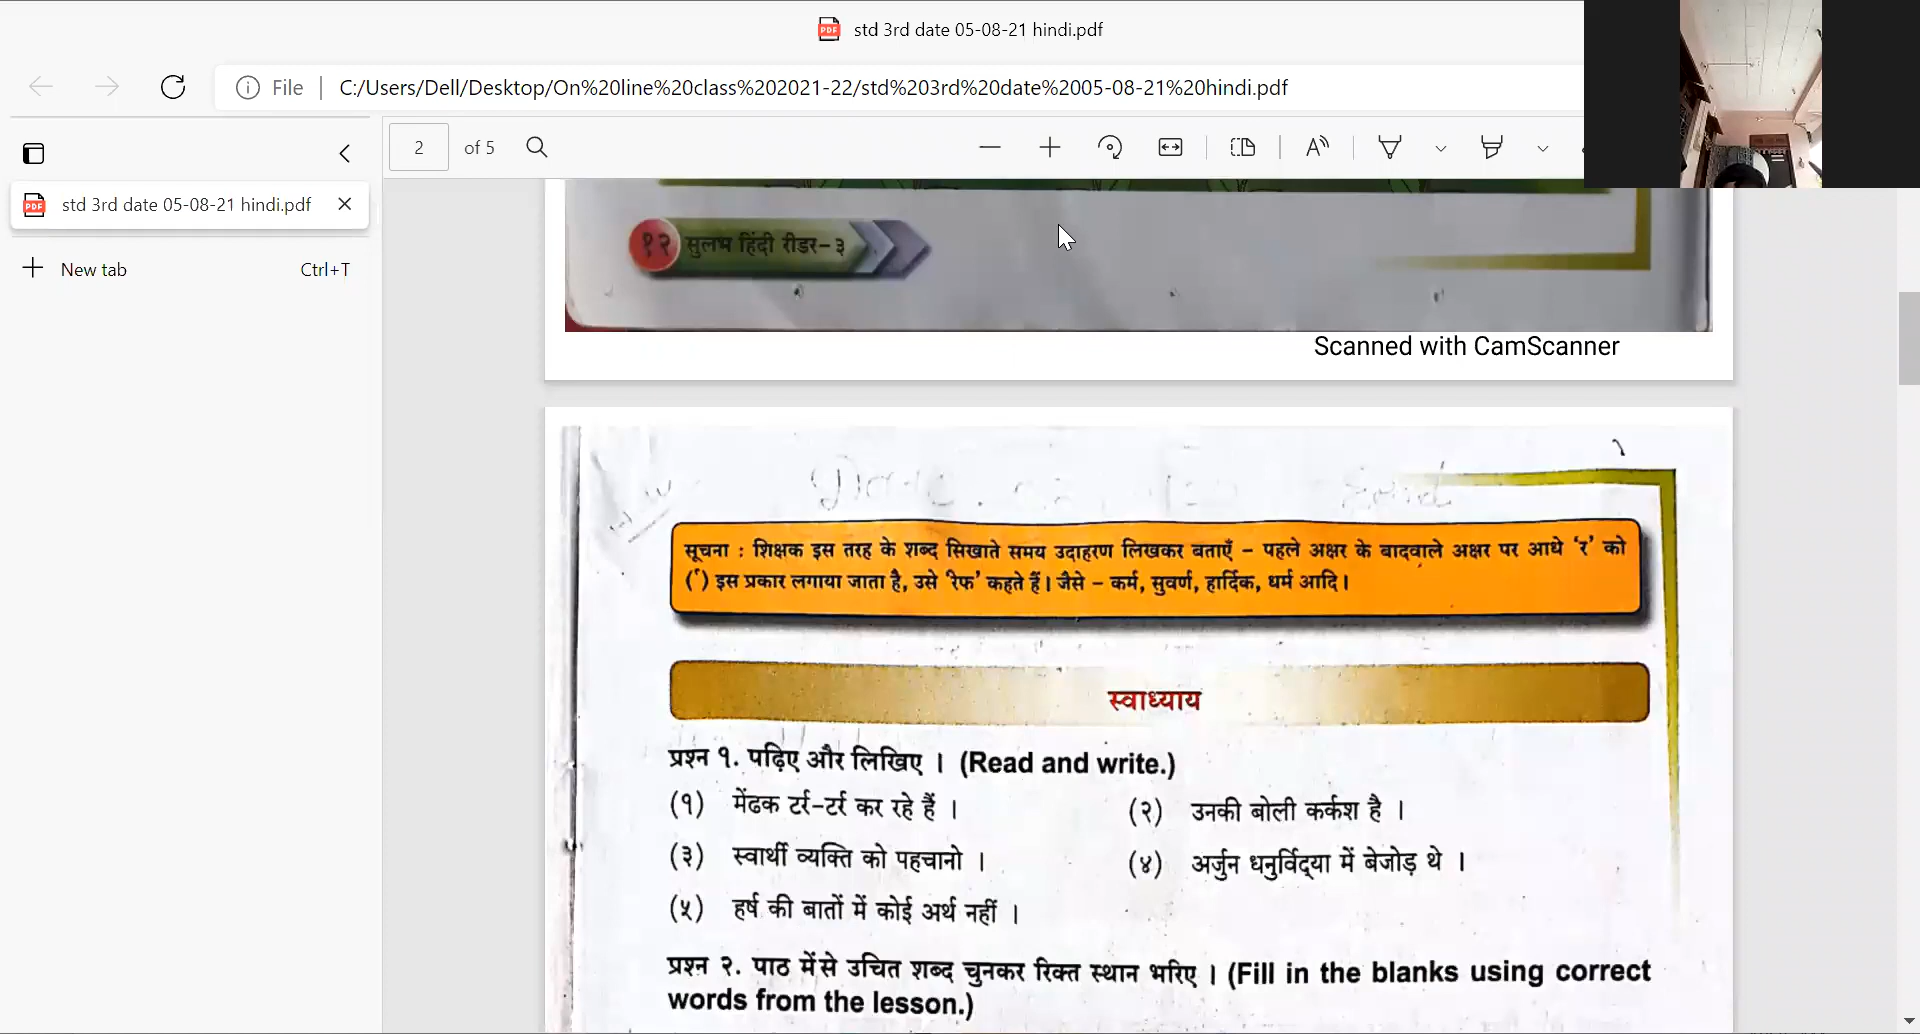 std 3rd date 05-08-21 hindi.pdf
File C:/Users/Dell/Desktop/On%20line%20class%202021-22/std%203rd%20date%2005-08-21%20hindi.pdf
2 of 5
std 3rd date 05-08-21 hindi.pdf
New tab Ctrl+T
१२ सुलभ हिंदी रीडर-३
Scanned with CamScanner
सूचना : शिक्षक इस तरह के शब्द सिखाते समय उदाहरण लिखकर बताएँ – पहले अक्षर के बादवाले अक्षर पर आधे ‘र’ को
(र्) इस प्रकार लगाया जाता है, उसे ‘रेफ’ कहते हैं। जैसे – कर्म, सुवर्ण, हार्दिक, धर्म आदि।
स्वाध्याय
प्रश्न १. पढ़िए और लिखिए । (Read and write.)
(१) मेंढक टर्र-टर्र कर रहे हैं ।
(२) उनकी बोली कर्कश है ।
(३) स्वार्थी व्यक्ति को पहचानो ।
(४) अर्जुन धनुर्विद्‌या में बेजोड़ थे ।
(५) हर्ष की बातों में कोई अर्थ नहीं ।
प्रश्न २. पाठ में से उचित शब्द चुनकर रिक्त स्थान भरिए । (Fill in the blanks using correct
words from the lesson.)